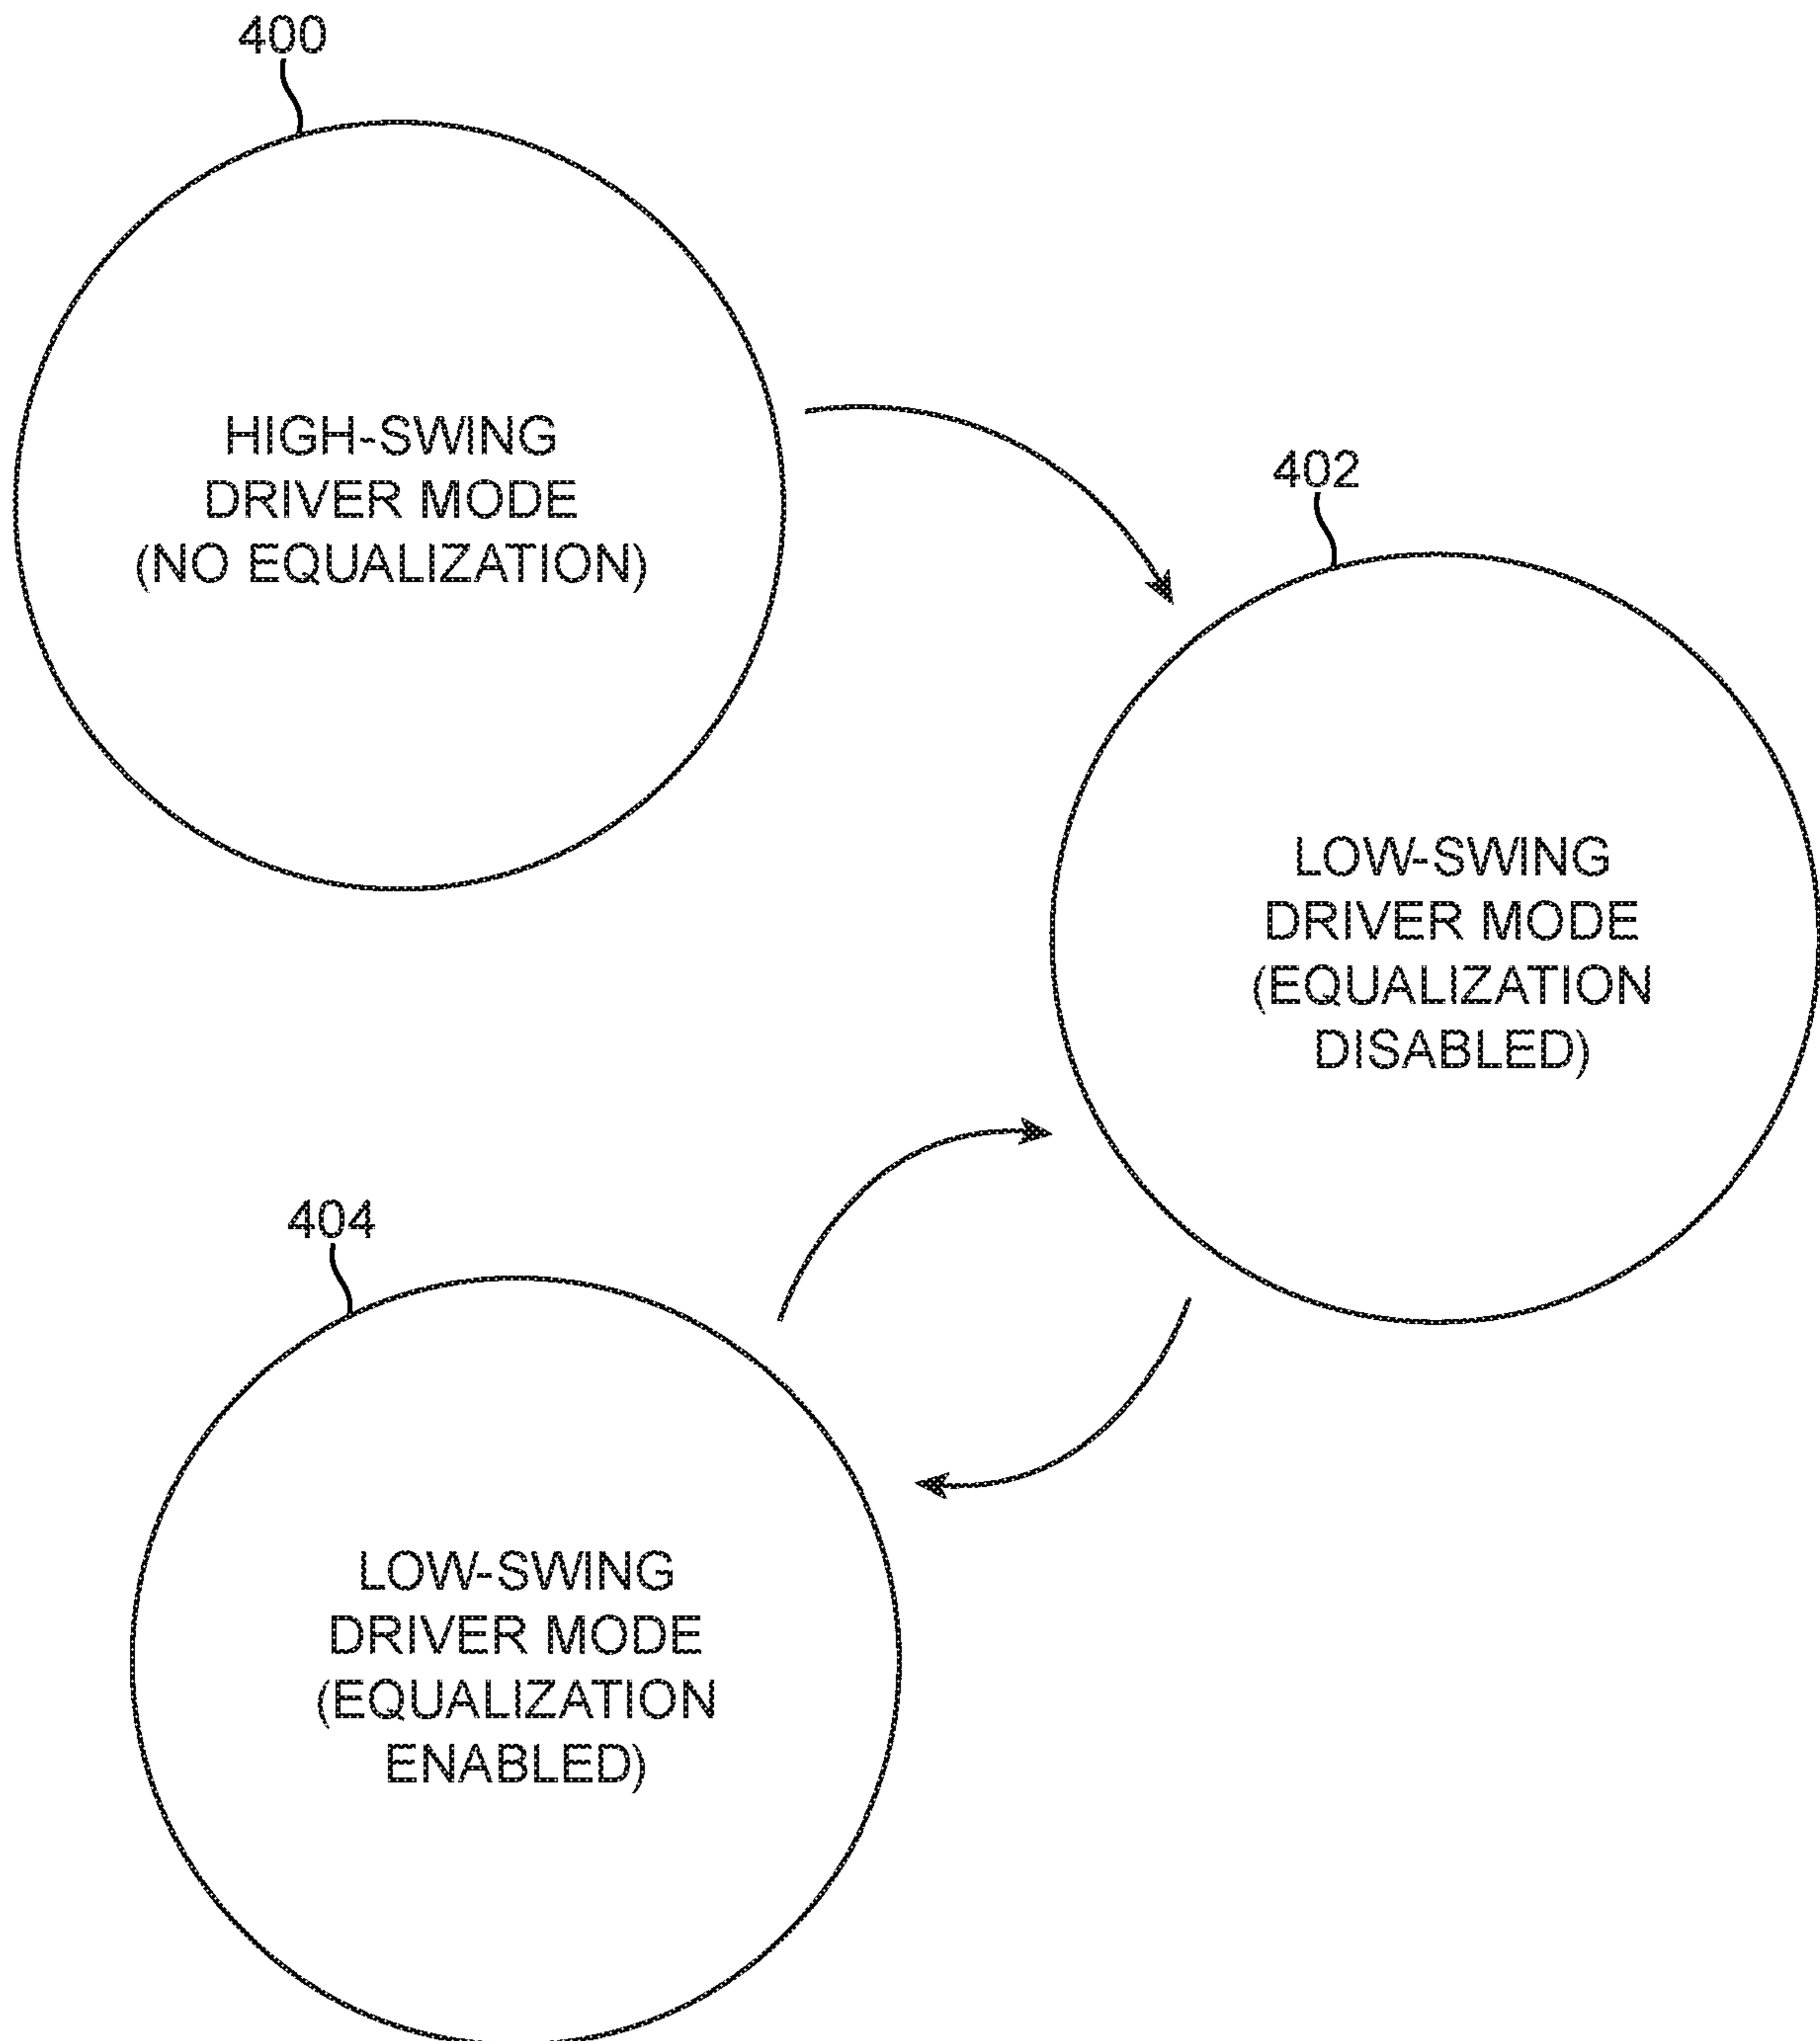 400
HIGH-SWING
DRIVER MODE
(NO EQUALIZATION)
402
LOW-SWING
DRIVER MODE
(EQUALIZATION
DISABLED)
404
LOW-SWING
DRIVER MODE
(EQUALIZATION
ENABLED)